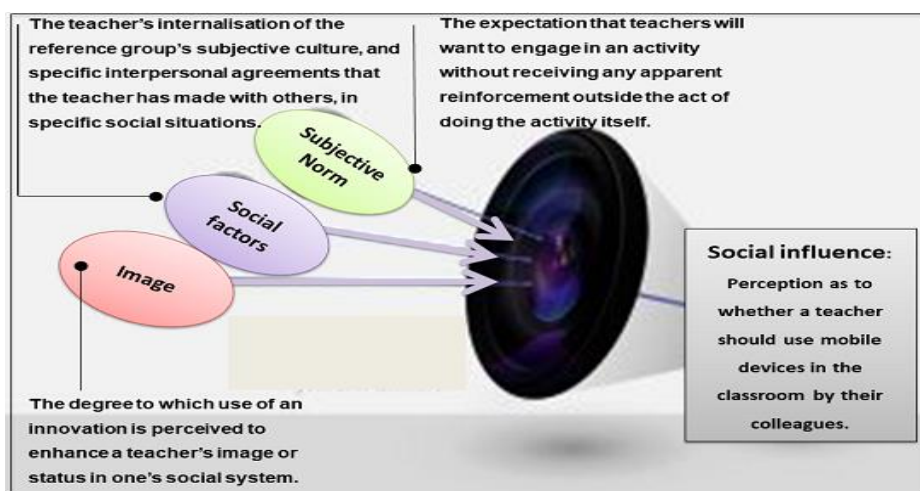 The teacher's internalisation of the
reference group's subjective culture, and
specific interpersonal agreements that
the teacher has made with others, in
specific social situations.
The expectation that teachers will
want to engage in an activity
without receiving any apparent
reinforcement outside the act of
doing the activity itself.
Subjective
Norm
Social
factors
Image
Social influence:
Perception as to
whether a teacher
should use mobile
devices in the
classroom by their
colleagues.
The degree to which use of an
innovation is perceived to
enhance a teacher's image or
status in one's social system.